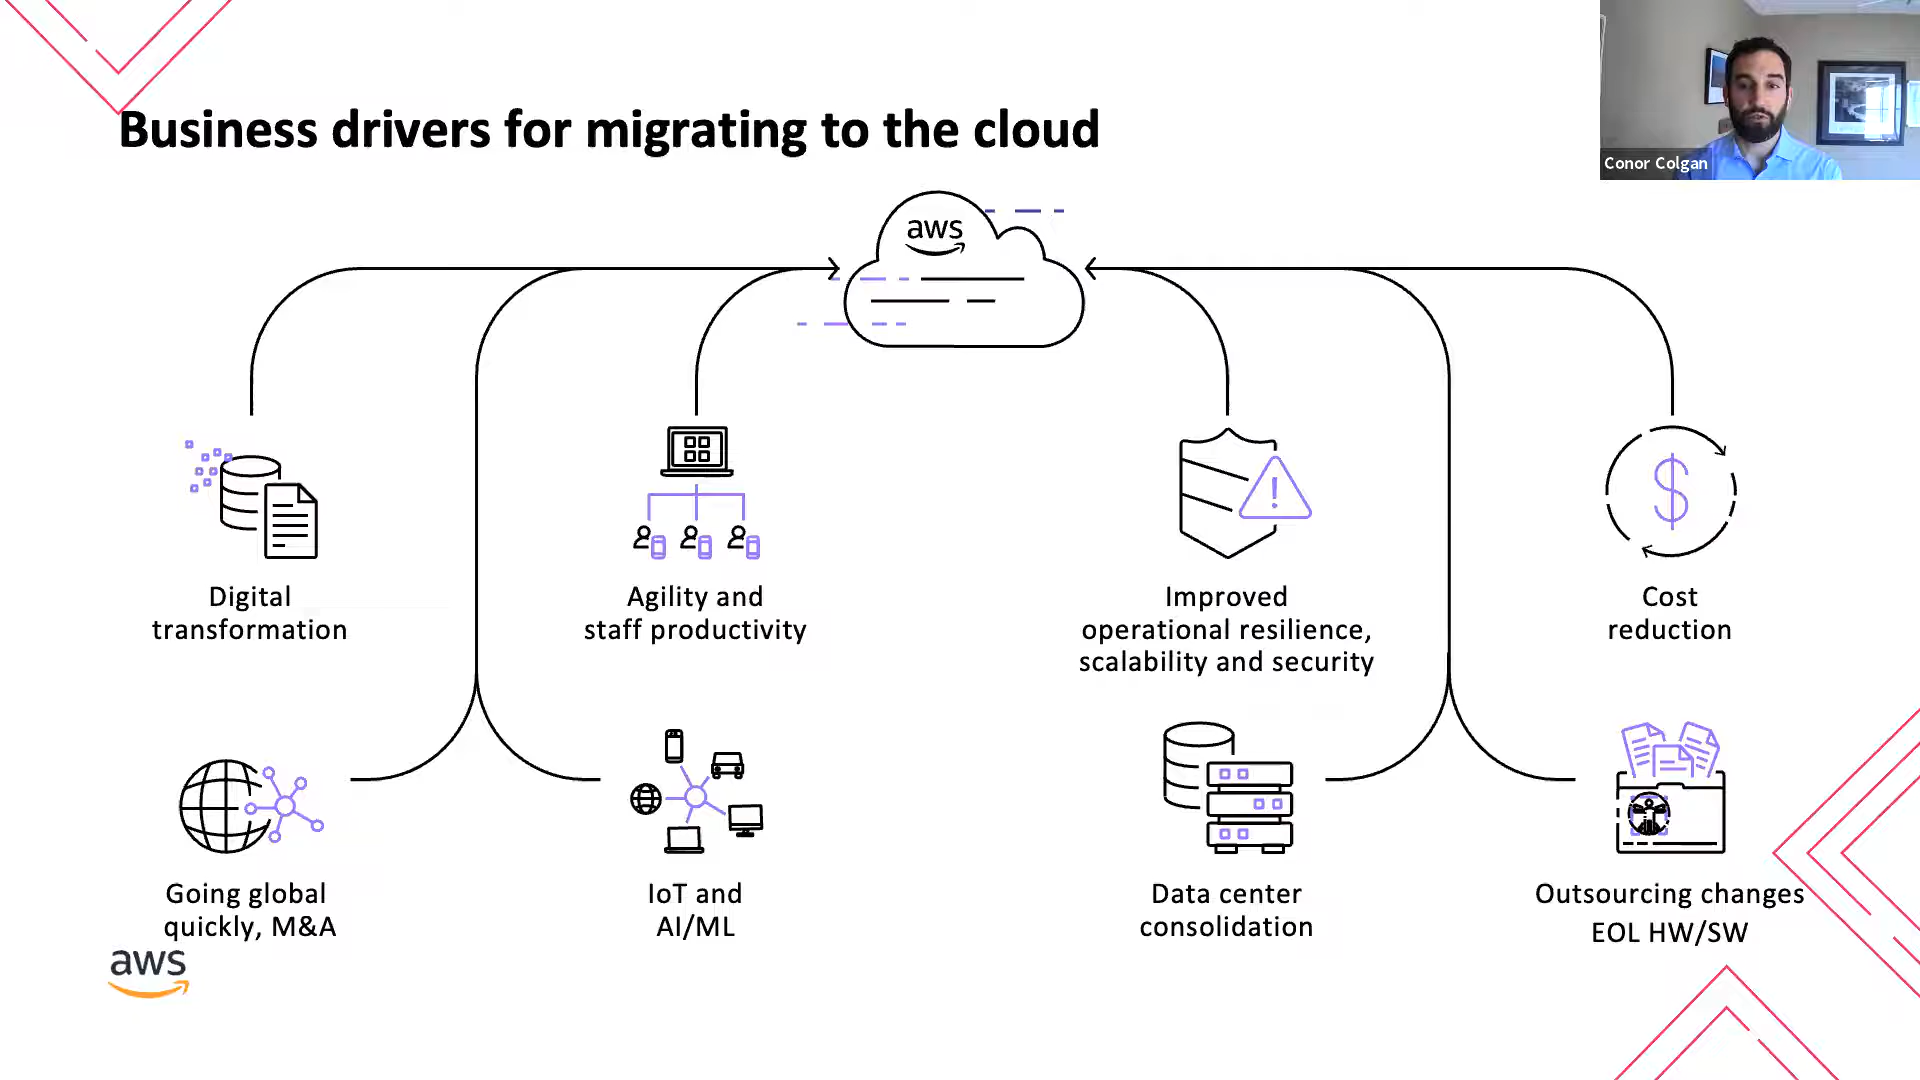 Business drivers for migrating to the cloud
Conor Colgan
aws
Digital
transformation
Agility and
staff productivity
Improved
operational resilience,
scalability and security
Cost
reduction
Going global
quickly, M&A
IoT and
AI/ML
Data center
consolidation
Outsourcing changes
EOL HW/SW
aws